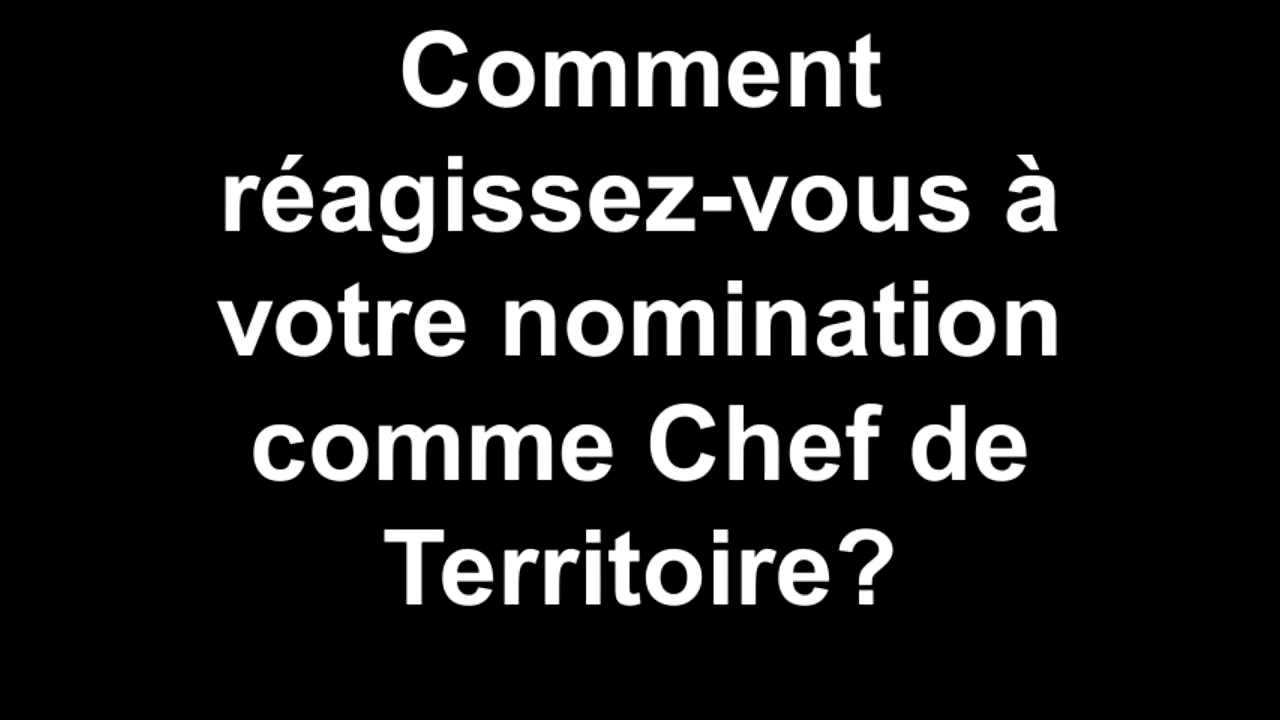 Comment
réagissez-vous à
votre nomination
comme Chef de
Territoire?